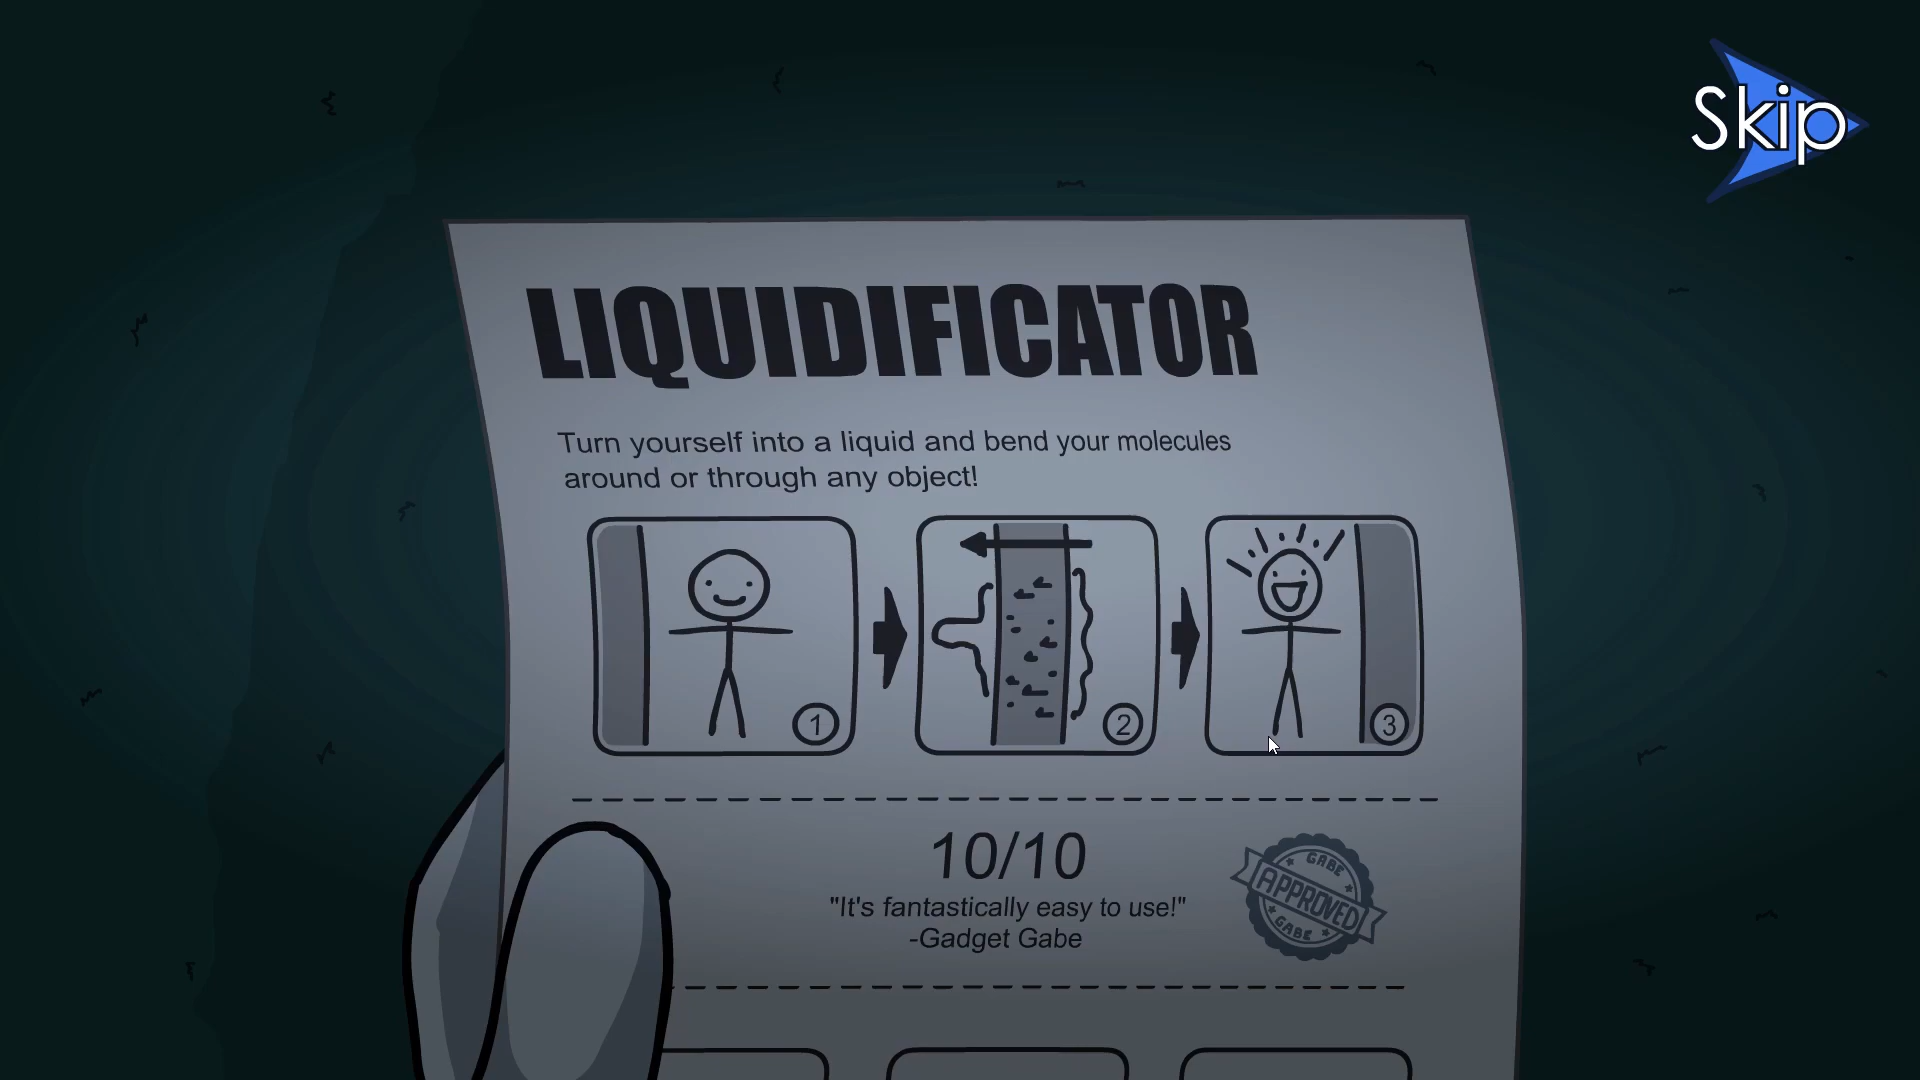 Skip
LIQUIDIFICATOR
Turn yourself into a liquid and bend your molecules
around or through any object!
1
2
3
10/10
"It's fantastically easy to use!"
-Gadget Gabe
GABE
APPROVED
GABE